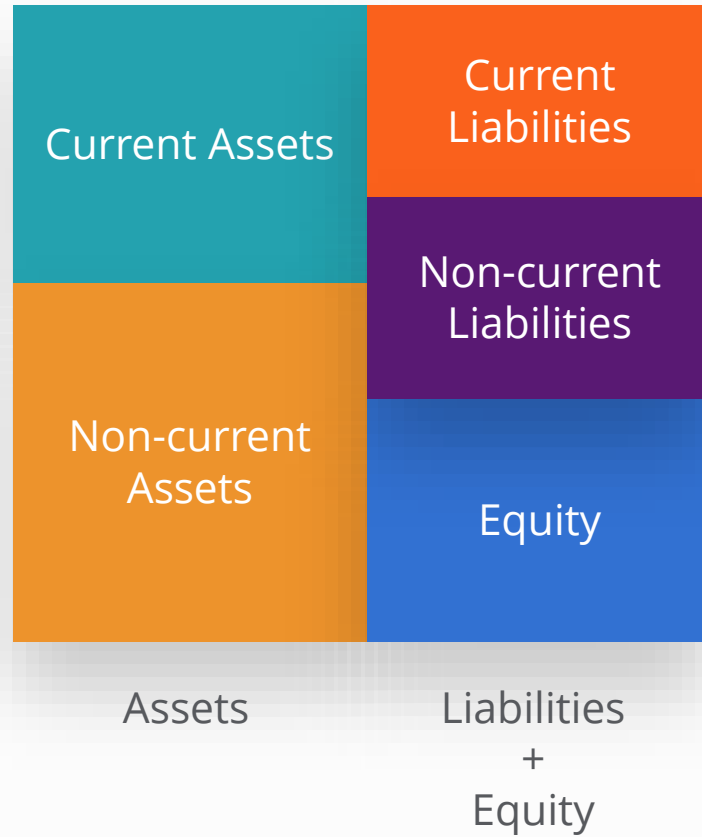 Current Assets
Non-current
Assets
Current
Liabilities
Non-current
Liabilities
Equity
Assets
Liabilities
+
Equity